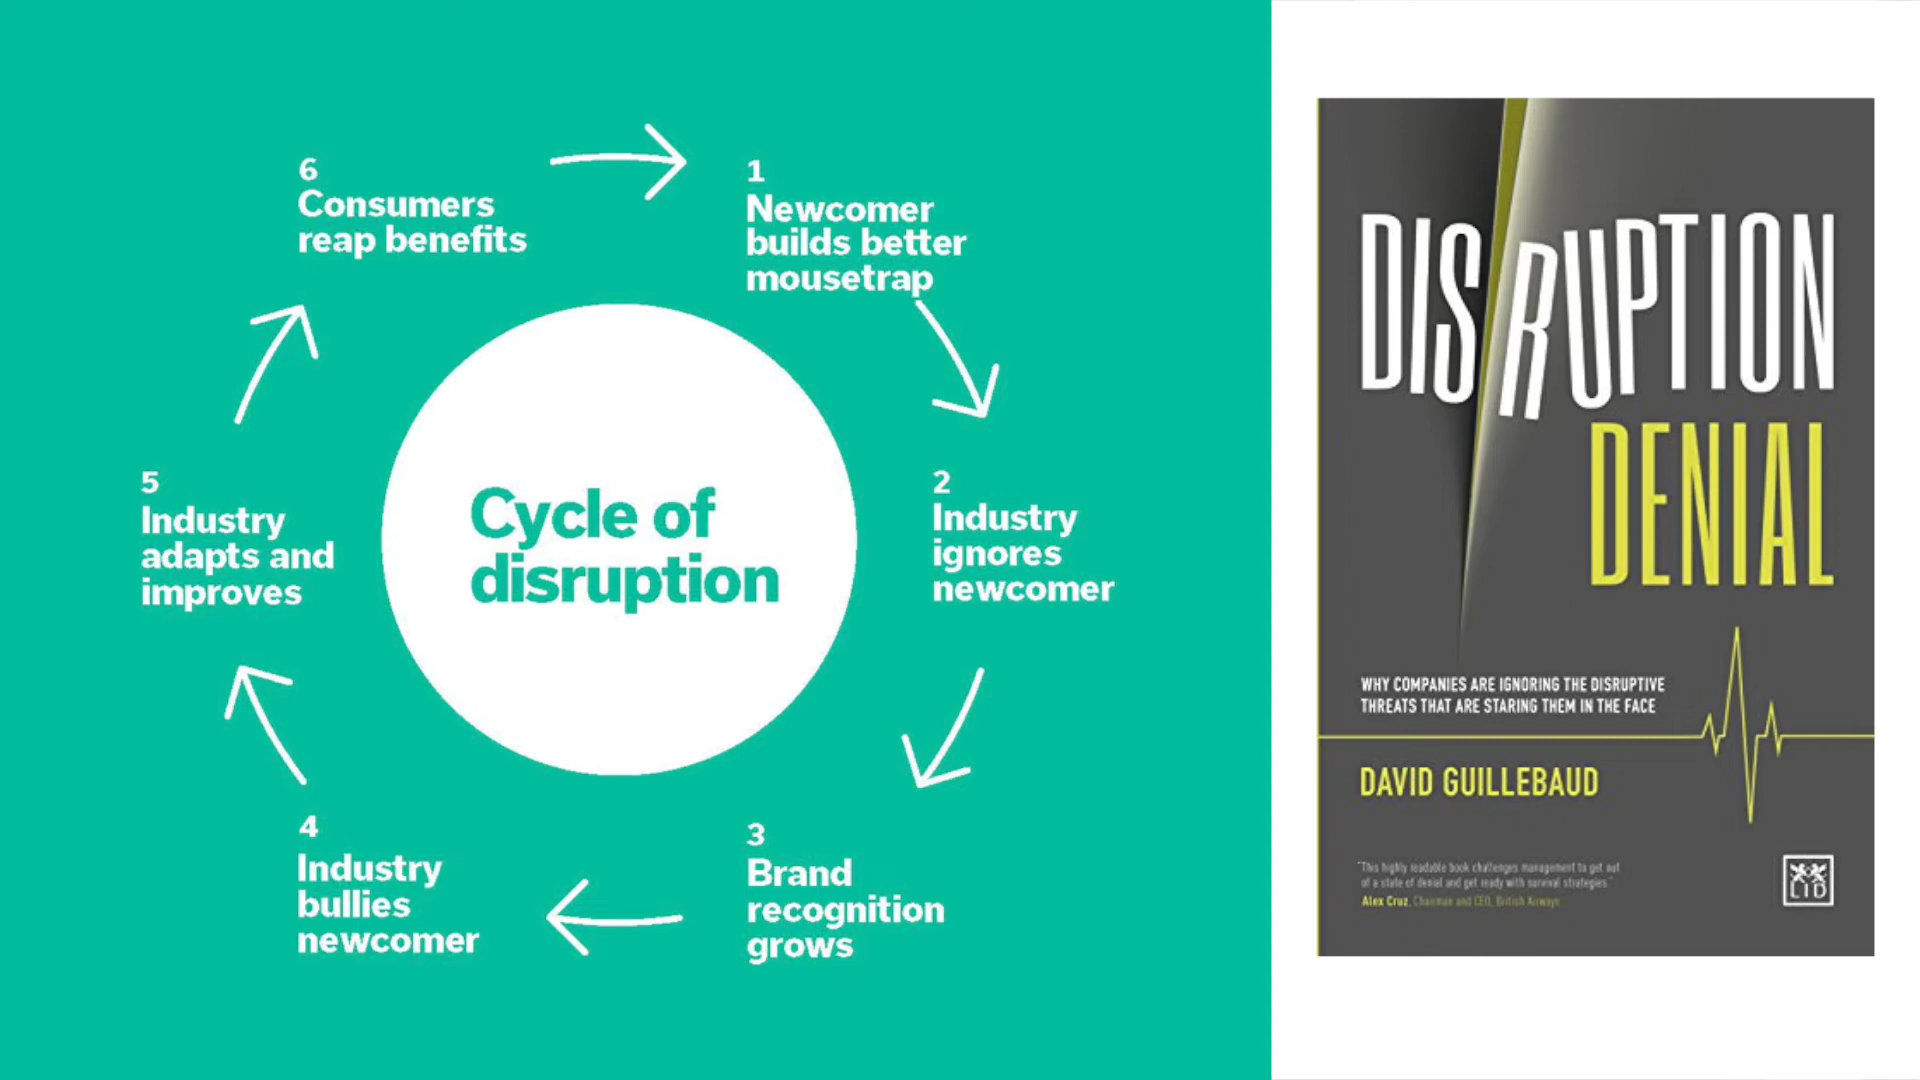 6
Consumers
reap benefits
1
Newcomer
builds better
mousetrap
5
Industry
adapts and
improves
Cycle of
disruption
2
Industry
ignores
newcomer
4
Industry
bullies
newcomer
3
Brand
recognition
grows
DISRUPTION
DENIAL
WHY COMPANIES ARE IGNORING THE DISRUPTIVE
THREATS THAT ARE STARING THEM IN THE FACE
DAVID GUILLEBAUD
"This highly readable book challenges management to get out
of a state of denial and get ready with survival strategies."
Alex Cruz, Chairman and CEO, British Airways
LID